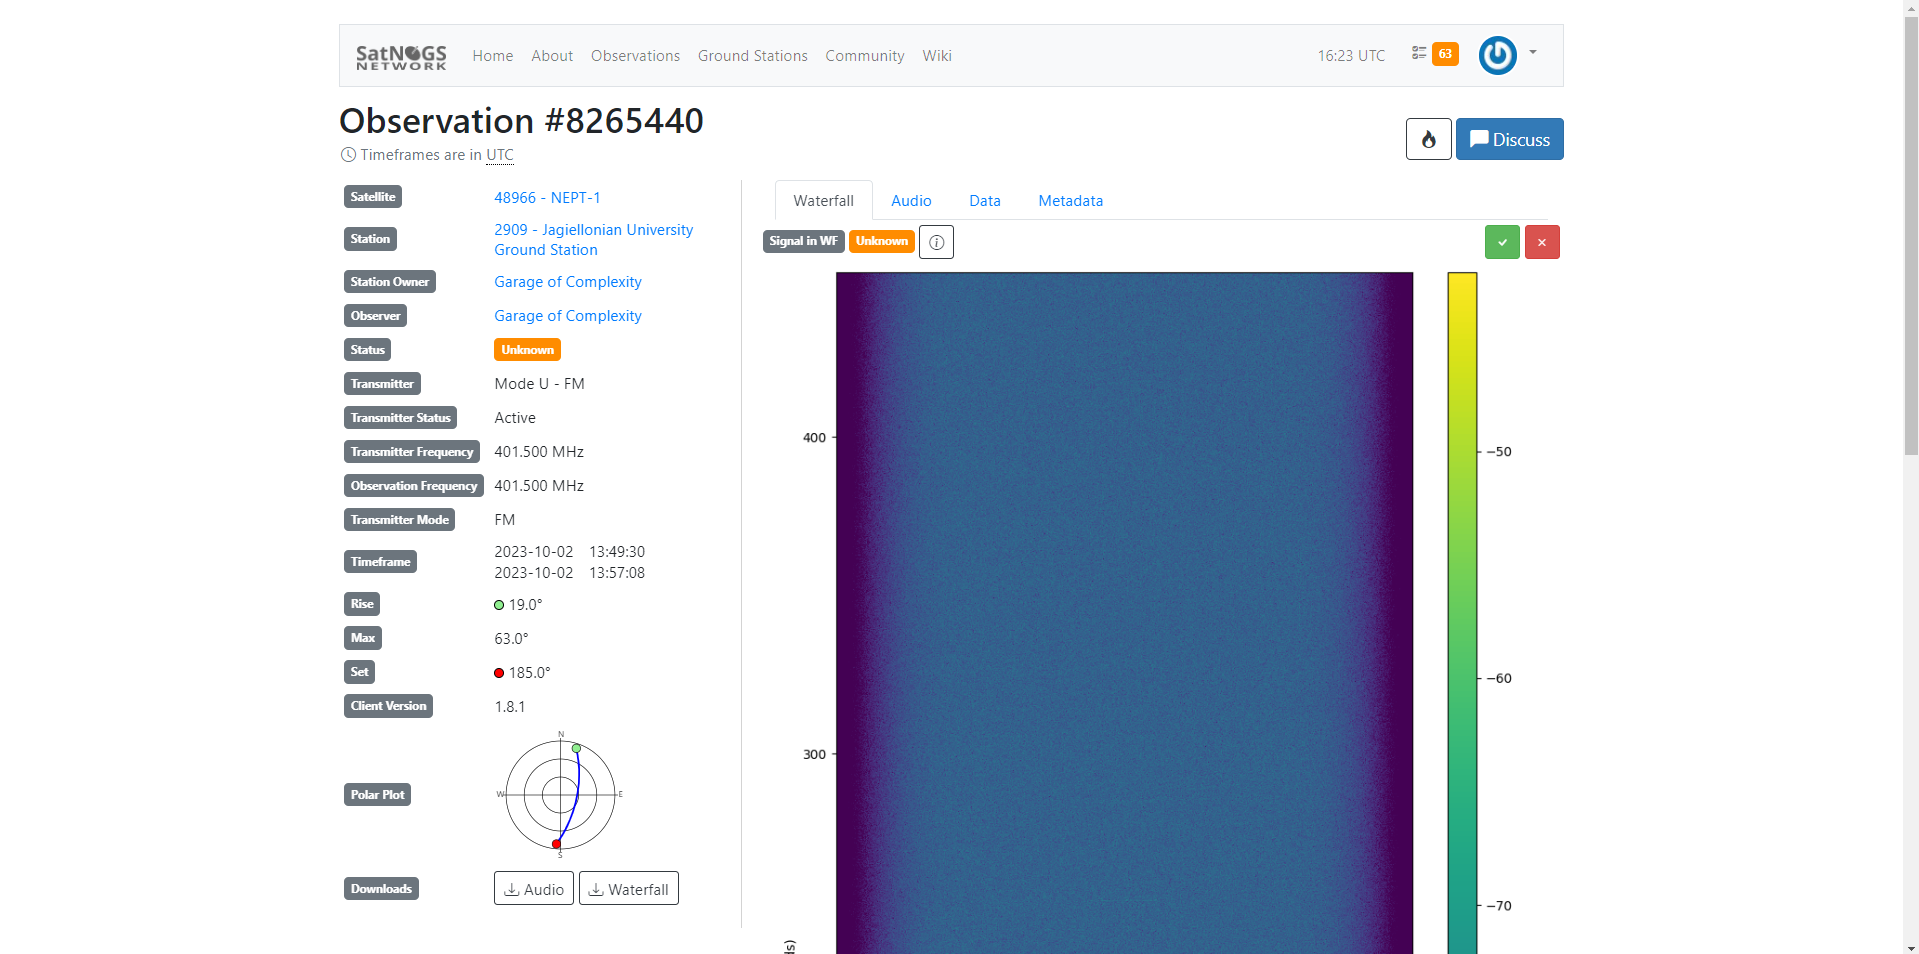 SatNOGS
NETWORK
Home About Observations Ground Stations Community Wiki
16:23 UTC
63
Observation #8265440
Timeframes are in UTC
Discuss
Satellite 48966 - NEPT-1
Station 2909 - Jagiellonian University
Ground Station
Station Owner Garage of Complexity
Observer Garage of Complexity
Status Unknown
Transmitter Mode U - FM
Transmitter Status Active
Transmitter Frequency 401.500 MHz
Observation Frequency 401.500 MHz
Transmitter Mode FM
Timeframe 2023-10-02 13:49:30
2023-10-02 13:57:08
Rise 19.0°
Max 63.0°
Set 185.0°
Client Version 1.8.1
Polar Plot
N
W E
S
Downloads Audio Waterfall
Waterfall Audio Data Metadata
Signal in WF Unknown
400
300
ds)
−50
−60
−70